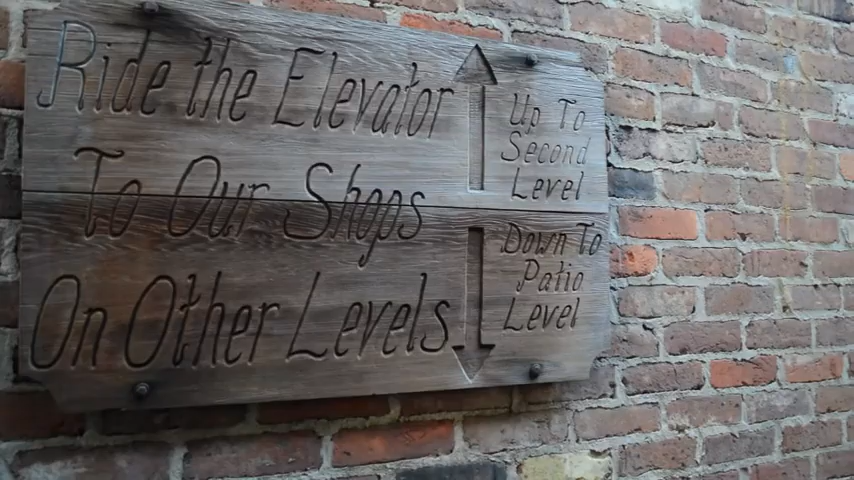 Ride the Elevator
To Our Shops
On Other Levels
Up To
Second
Level
Down To
Patio
Level